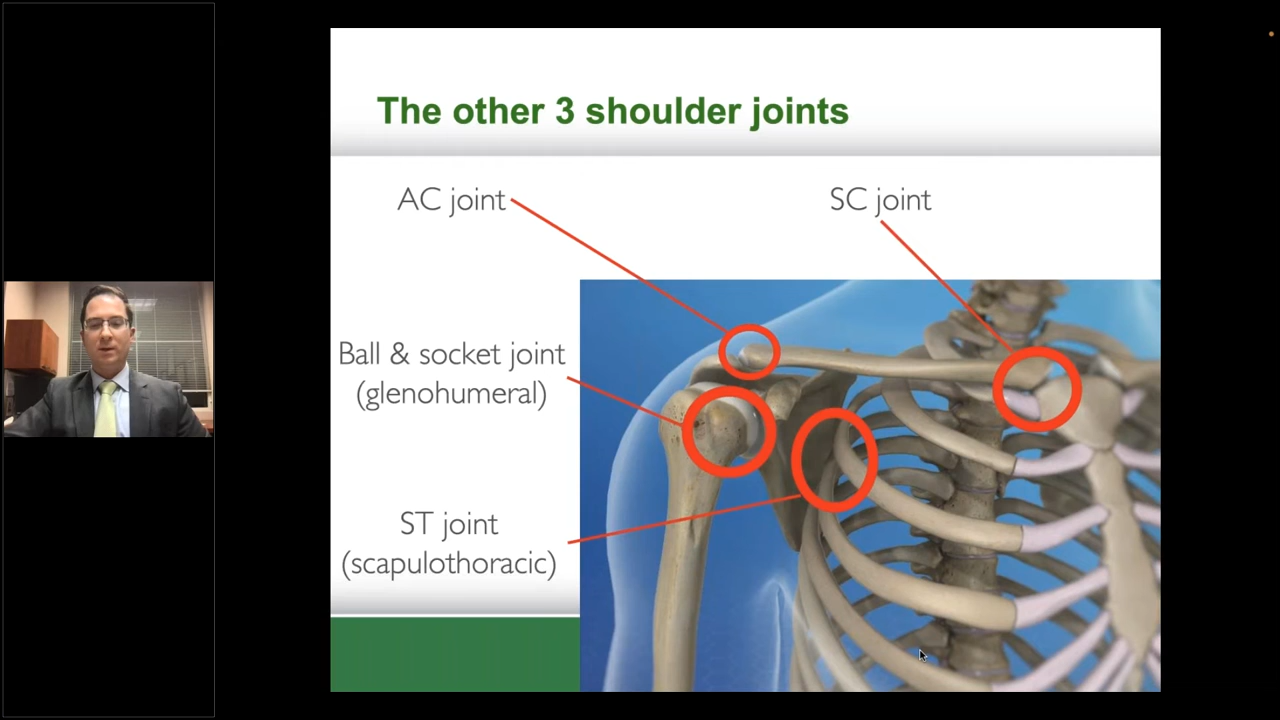 The other 3 shoulder joints
AC joint
SC joint
Ball & socket joint
(glenohumeral)
ST joint
(scapulothoracic)